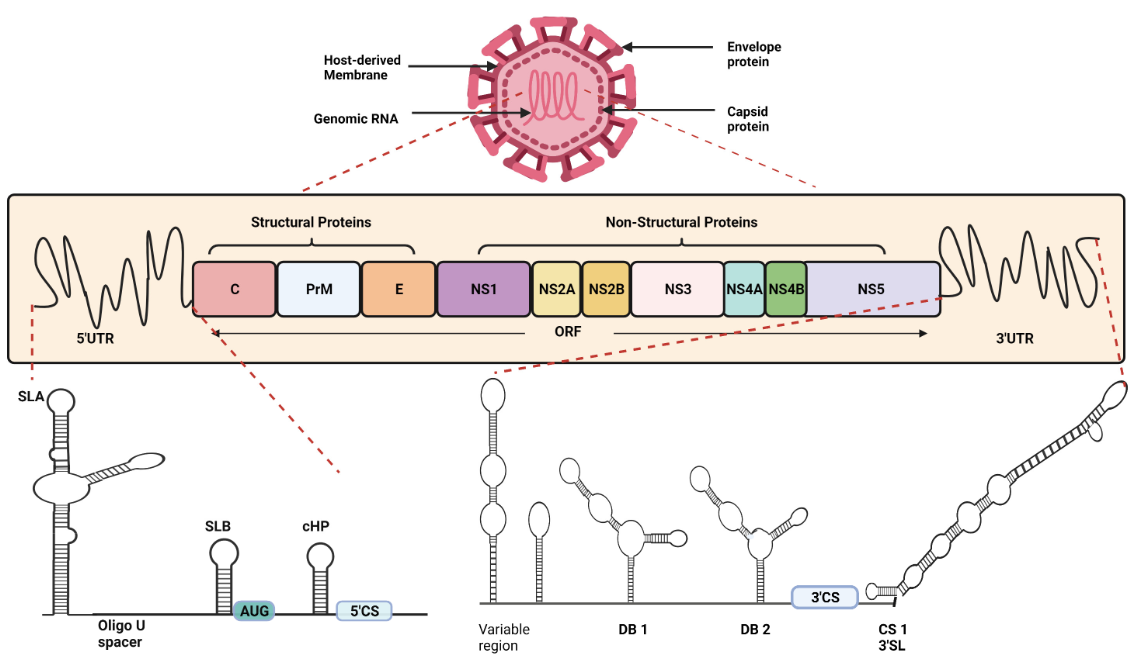 Host-derived
Membrane
Genomic RNA
Envelope
protein
Capsid
protein
Structural Proteins
Non-Structural Proteins
C
PrM
E
NS1
NS2A
NS2B
NS3
NS4A
NS4B
NS5
ORF
5'UTR
3'UTR
SLA
SLB
cHP
AUG
5'CS
Oligo U
spacer
3'CS
Variable
region
DB 1
DB 2
CS 1
3'SL